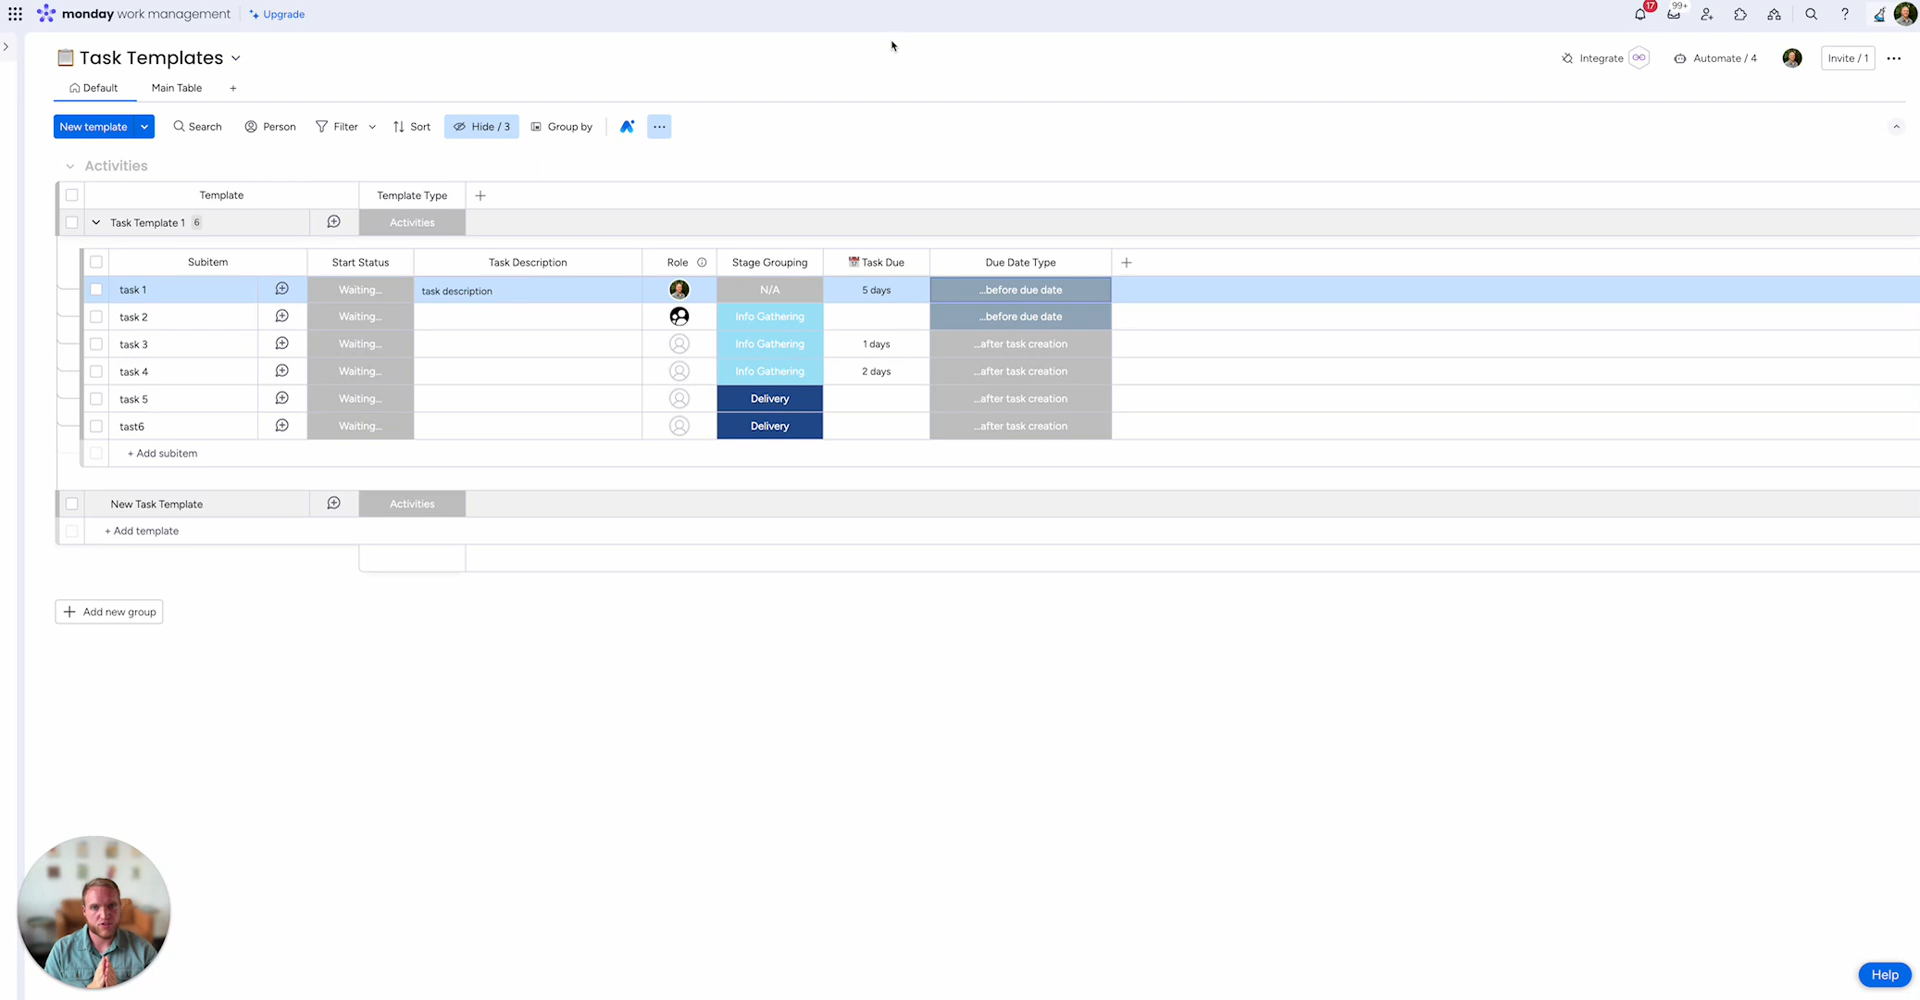 monday work management Upgrade 17 99+
Task Templates Integrate Automate / 4 Invite / 1
Default Main Table +
New template Search Person Filter Sort Hide / 3 Group by
Activities
Template Template Type
Task Template 1 6 Activities
Subitem Start Status Task Description Role Stage Grouping Task Due Due Date Type
task 1 Waiting... task description N/A 5 days ...before due date
task 2 Waiting... Info Gathering ...before due date
task 3 Waiting... Info Gathering 1 days ...after task creation
task 4 Waiting... Info Gathering 2 days ...after task creation
task 5 Waiting... Delivery ...after task creation
tast6 Waiting... Delivery ...after task creation
+ Add subitem
New Task Template Activities
+ Add template
Add new group
Help